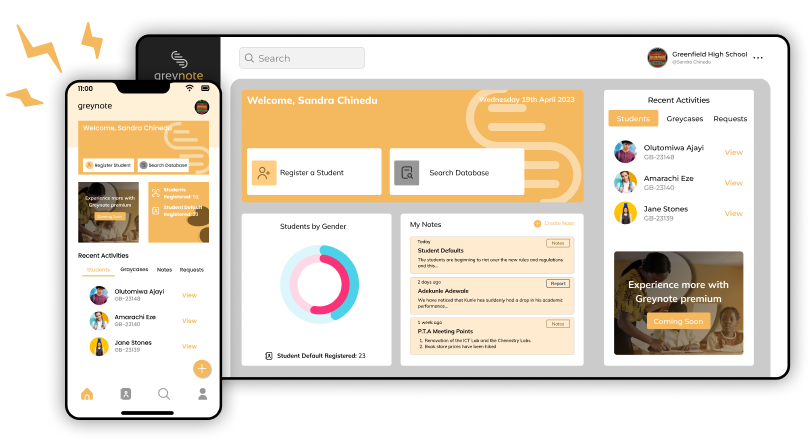 greynote
Search
Greenfield High School
@Sandra Chinedu
Welcome, Sandra Chinedu
Wednesday 19th April 2023
Register a Student
Search Database
Students by Gender
Student Default Registered: 23
My Notes
Create Note
Today
Notes
Student Defaults
The students are beginning to riot over the new rules and regulations
and this...
2 days ago
Report
Adekunle Adewale
We have noticed that Kunle has suddenly had a drop in his academic
performance...
1 week ago
Notes
P.T.A Meeting Points
1. Renovation of the ICT Lab and the Chemistry Labs
2. Book store prices have been hiked
Recent Activities
Students
Greycases
Requests
Olutomiwa Ajayi
GB-23148
View
Amarachi Eze
GB-23140
View
Jane Stones
GB-23139
View
Experience more with
Greynote premium
Coming Soon
11:00
greynote
Welcome, Sandra Chinedu
Register Student
Search Database
Experience more with
Greynote premium
Coming Soon
Students
Registered: 52
Student Default
Registered: 23
Recent Activities
Students
Greycases
Notes
Requests
Olutomiwa Ajayi
GB-23148
View
Amarachi Eze
GB-23140
View
Jane Stones
GB-23139
View